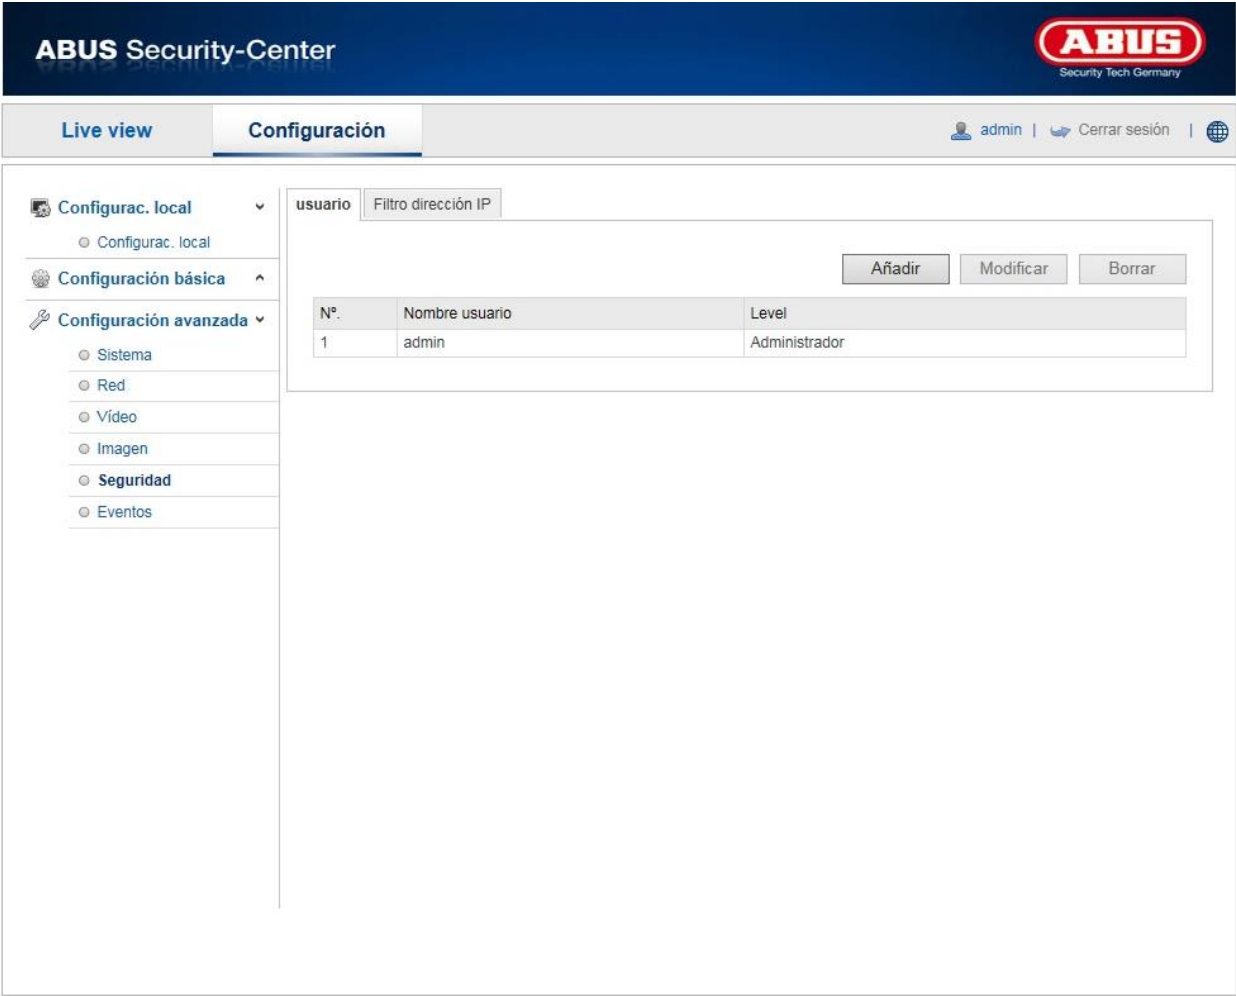 ABUS Security-Center
ABUS
Security Tech Germany
Live view
Configuración
admin | Cerrar sesión |
Configurac. local
Configurac. local
Configuración básica
Configuración avanzada
Sistema
Red
Vídeo
Imagen
Seguridad
Eventos
usuario
Filtro dirección IP
Añadir
Modificar
Borrar
Nº. Nombre usuario Level
1 admin Administrador